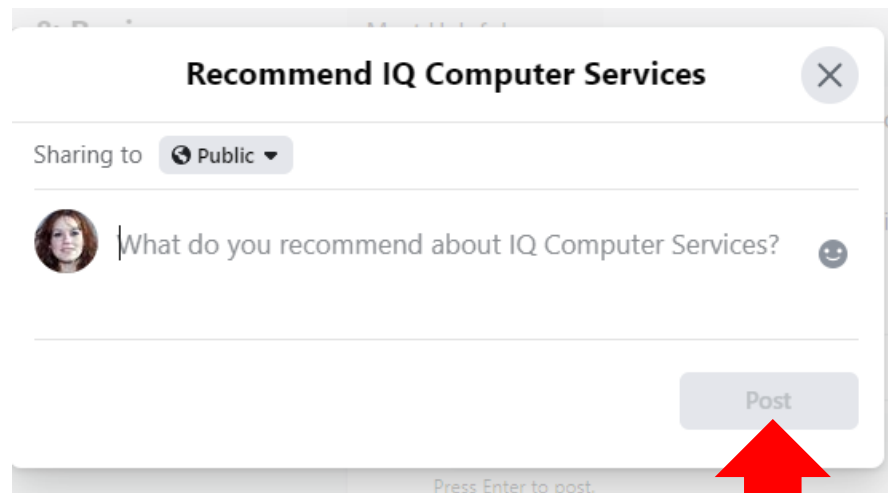 Recommend IQ Computer Services
Sharing to Public
What do you recommend about IQ Computer Services?
Post
Press Enter to post.